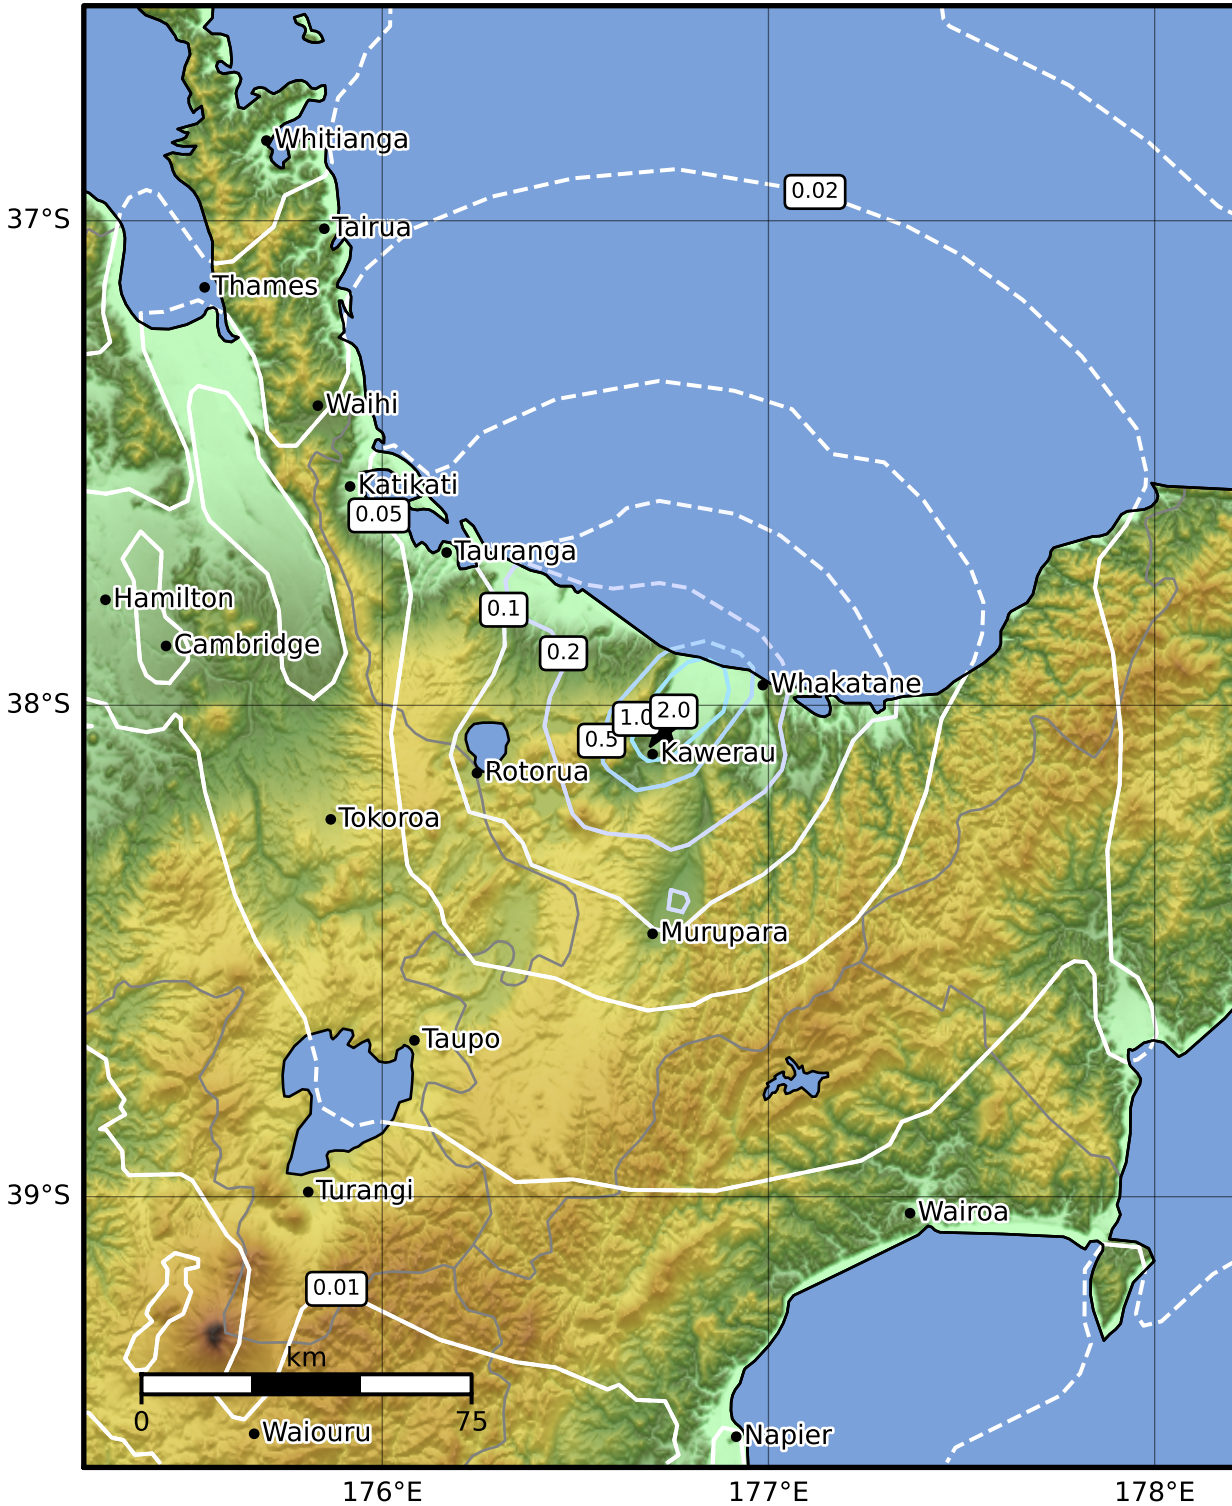 Whitianga
0.02
37°S
Tairua
Thames
Waihi
Katikati
0.05
Tauranga
Hamilton
0.1
Cambridge
0.2
Whakatane
38°S
2.0
1.0
0.5
Kawerau
Rotorua
Tokoroa
Murupara
Taupo
Turangi
39°S
Wairoa
0.01
km
0 75
Waiouru
Napier
176°E 177°E 178°E